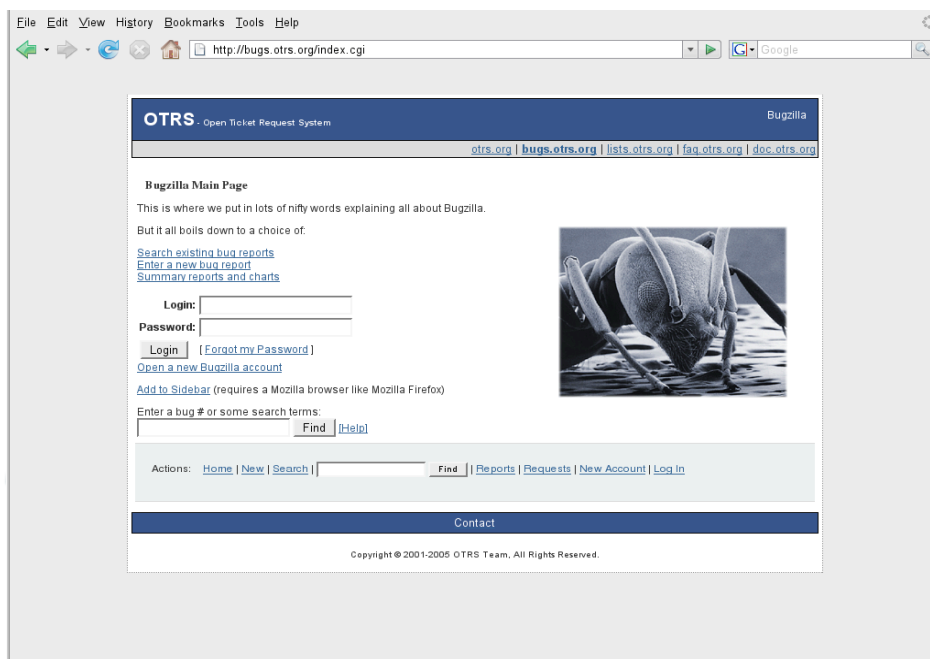 File Edit View History Bookmarks Tools Help
http://bugs.otrs.org/index.cgi
G Google
OTRS - Open Ticket Request System
Bugzilla
otrs.org | bugs.otrs.org | lists.otrs.org | faq.otrs.org | doc.otrs.org
Bugzilla Main Page
This is where we put in lots of nifty words explaining all about Bugzilla.
But it all boils down to a choice of:
Search existing bug reports
Enter a new bug report
Summary reports and charts
Login:
Password:
Login [ Forgot my Password ]
Open a new Bugzilla account
Add to Sidebar (requires a Mozilla browser like Mozilla Firefox)
Enter a bug # or some search terms:
Find [Help]
Actions: Home | New | Search | Find | Reports | Requests | New Account | Log In
Contact
Copyright © 2001-2005 OTRS Team, All Rights Reserved.